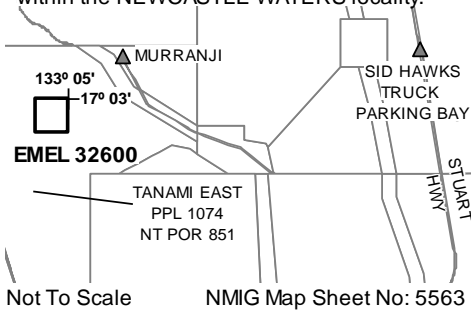 within the NEWCASTLE WATERS locality.
MURRANJI
133º 05'
17º 03'
SID HAWKS
TRUCK
PARKING BAY
EMEL 32600
STUART
HWY
TANAMI EAST
PPL 1074
NT POR 851
Not To Scale
NMIG Map Sheet No: 5563